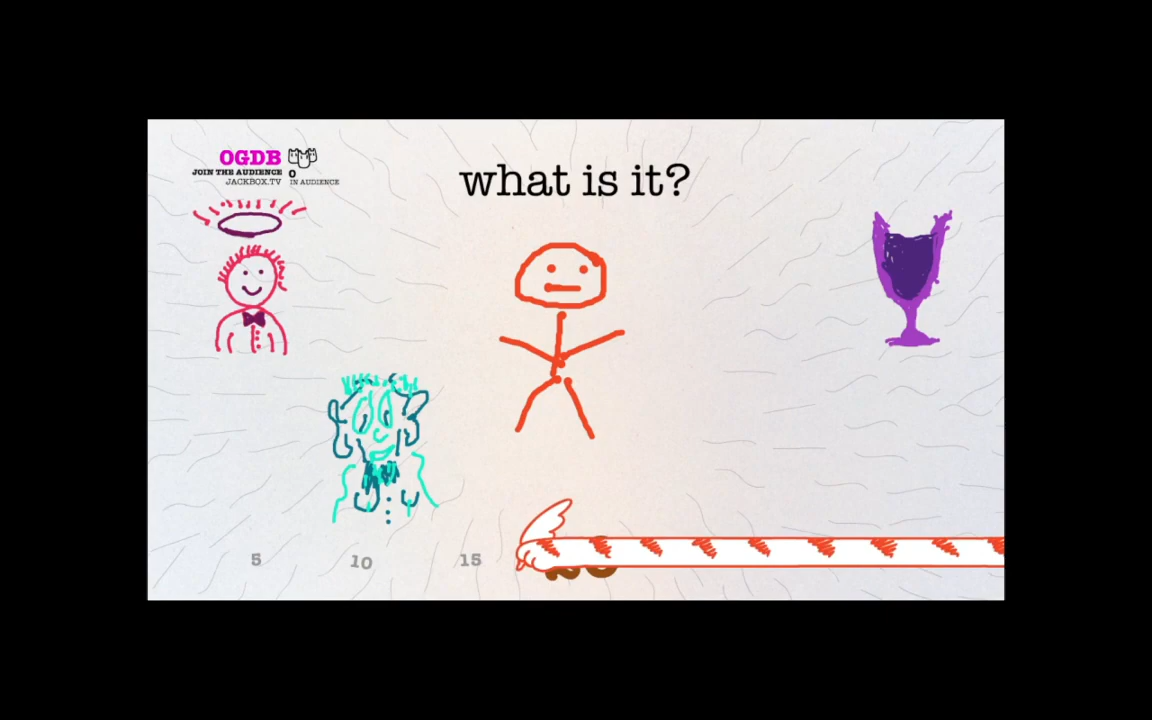 OGDB
JOIN THE AUDIENCE
JACKBOX.TV
0
IN AUDIENCE
what is it?
5
10
15